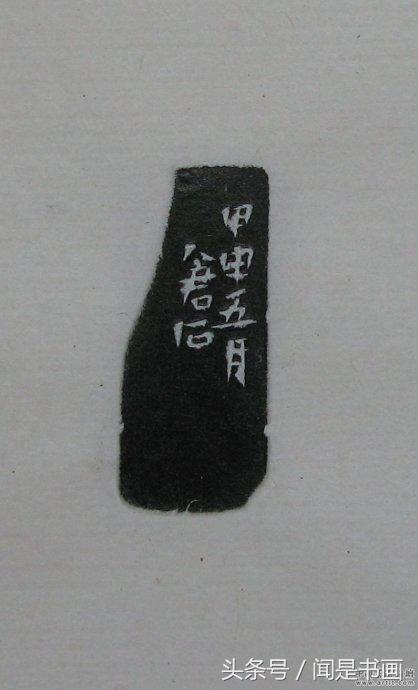 甲申五月
倉石
头条号 / 闻是书画